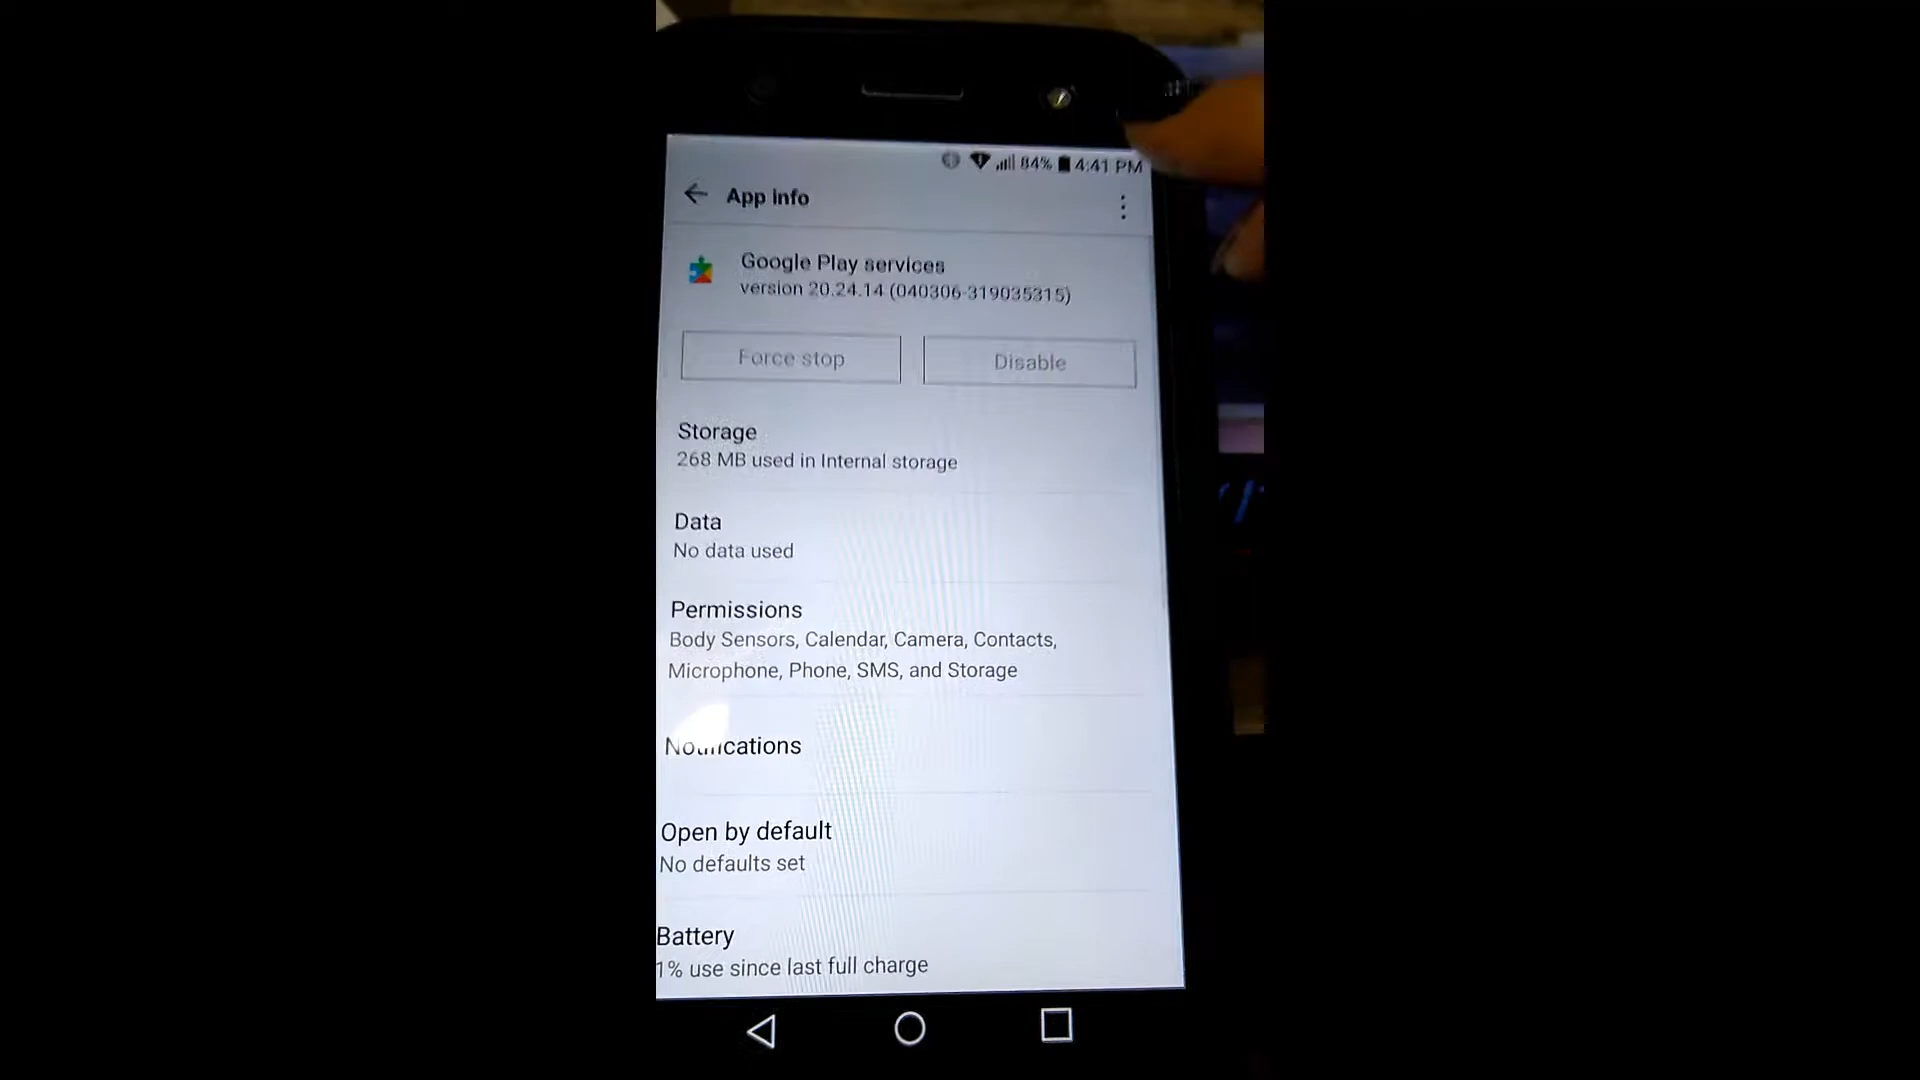 84% 4:41 PM
App info
Google Play services
version 20.24.14 (040306-319035315)
Force stop
Disable
Storage
268 MB used in Internal storage
Data
No data used
Permissions
Body Sensors, Calendar, Camera, Contacts,
Microphone, Phone, SMS, and Storage
Notifications
Open by default
No defaults set
Battery
1% use since last full charge